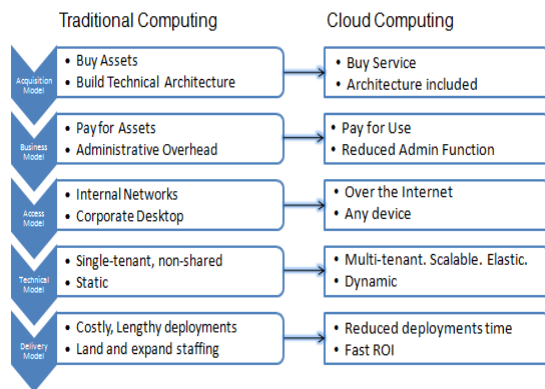 Traditional Computing
Cloud Computing
Acquisition
Model
• Buy Assets
• Build Technical Architecture
• Buy Service
• Architecture included
Business
Model
• Pay for Assets
• Administrative Overhead
• Pay for Use
• Reduced Admin Function
Access
Model
• Internal Networks
• Corporate Desktop
• Over the Internet
• Any device
Technical
Model
• Single-tenant, non-shared
• Static
• Multi-tenant. Scalable. Elastic.
• Dynamic
Delivery
Model
• Costly, Lengthy deployments
• Land and expand staffing
• Reduced deployments time
• Fast ROI